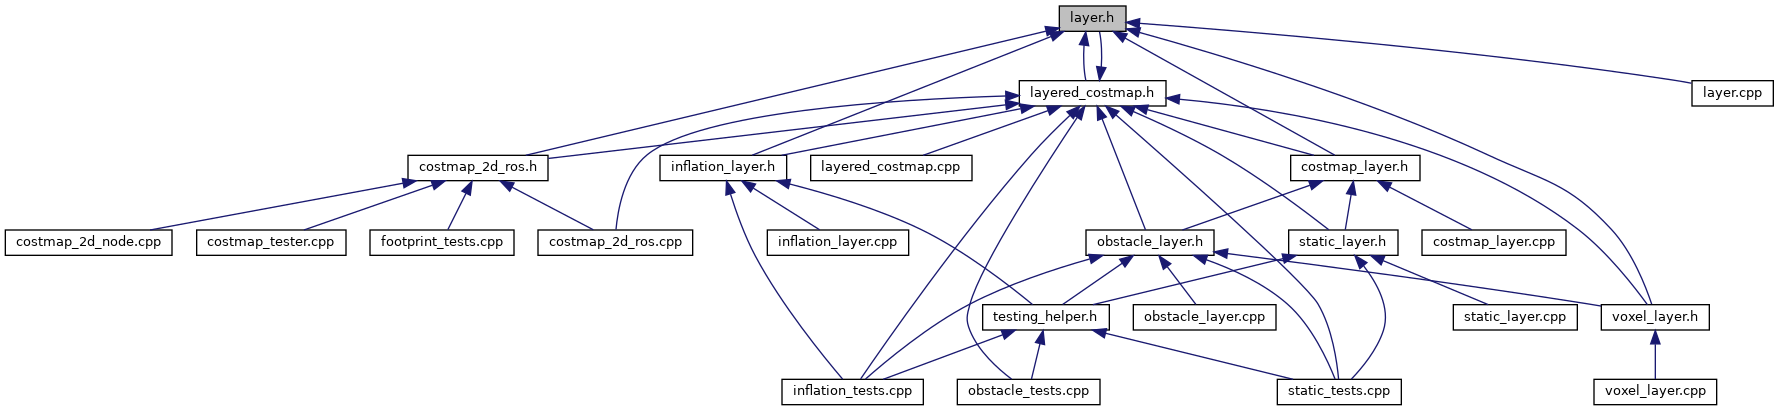 layer.h
layered_costmap.h
layer.cpp
costmap_2d_ros.h
inflation_layer.h
layered_costmap.cpp
costmap_layer.h
costmap_2d_node.cpp
costmap_tester.cpp
footprint_tests.cpp
costmap_2d_ros.cpp
inflation_layer.cpp
obstacle_layer.h
static_layer.h
costmap_layer.cpp
testing_helper.h
obstacle_layer.cpp
static_layer.cpp
voxel_layer.h
inflation_tests.cpp
obstacle_tests.cpp
static_tests.cpp
voxel_layer.cpp